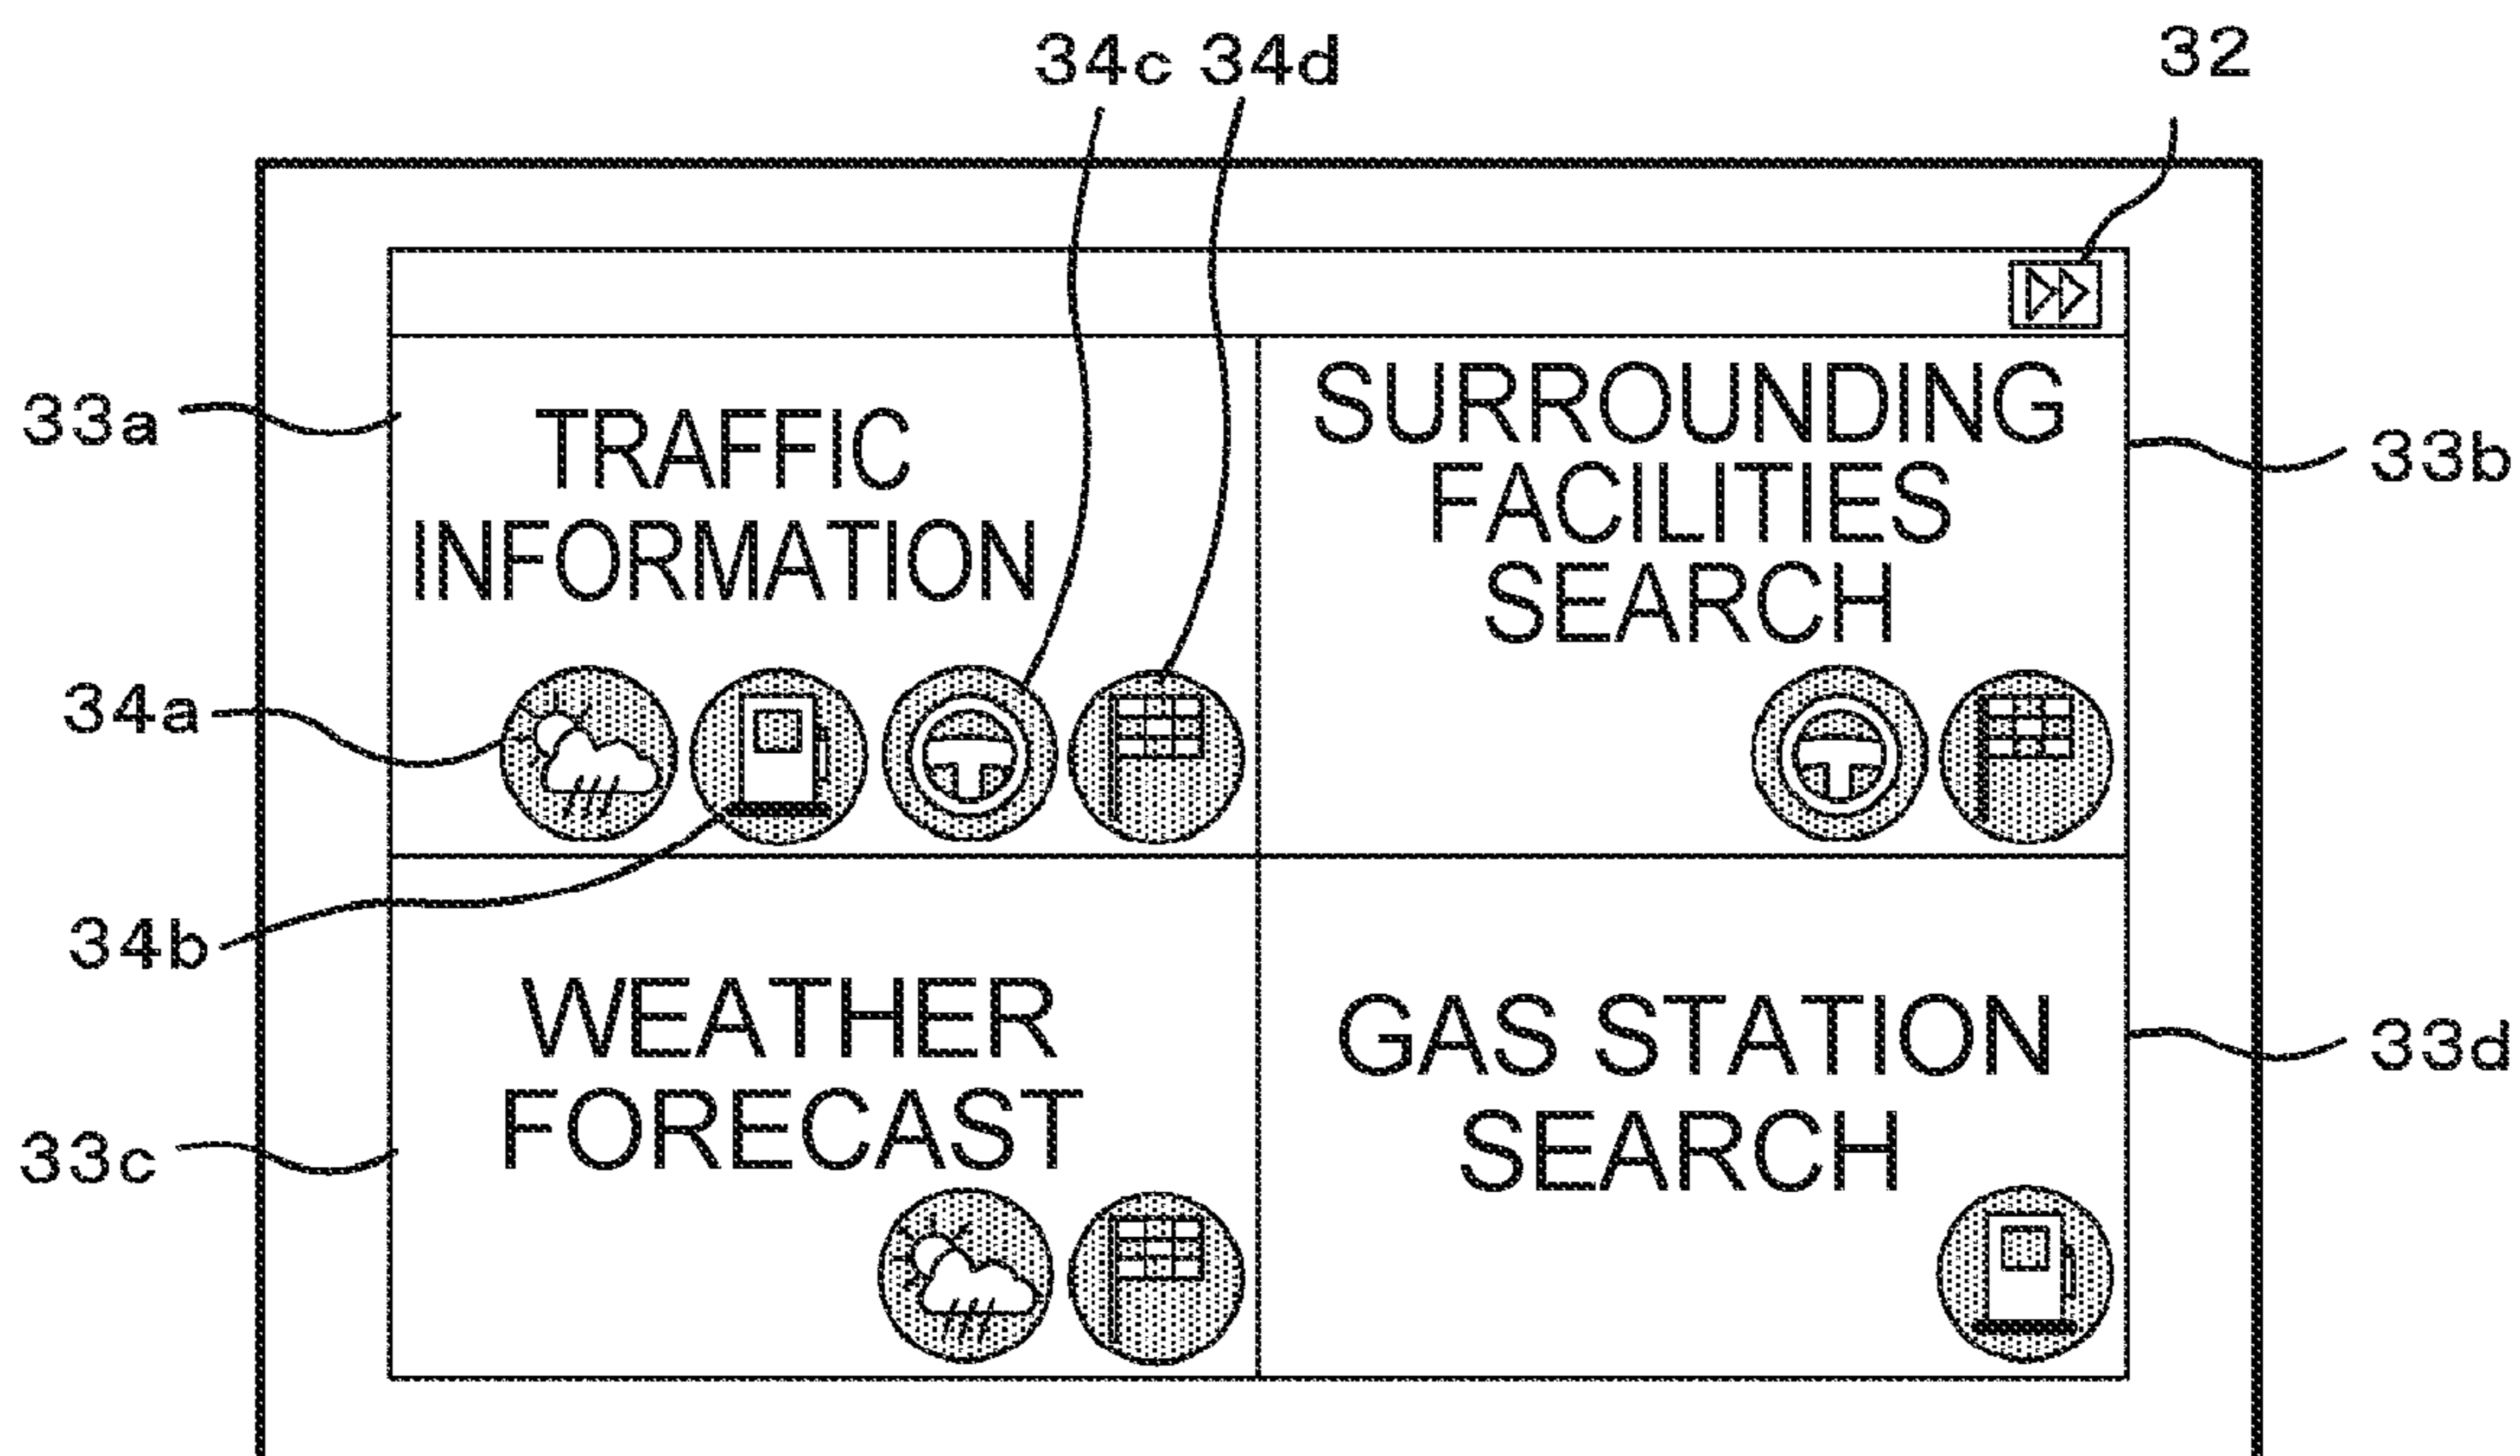 34c 34d
32
33a
TRAFFIC
INFORMATION
SURROUNDING
FACILITIES
SEARCH
33b
34a
34b
WEATHER
FORECAST
GAS STATION
SEARCH
33d
33c